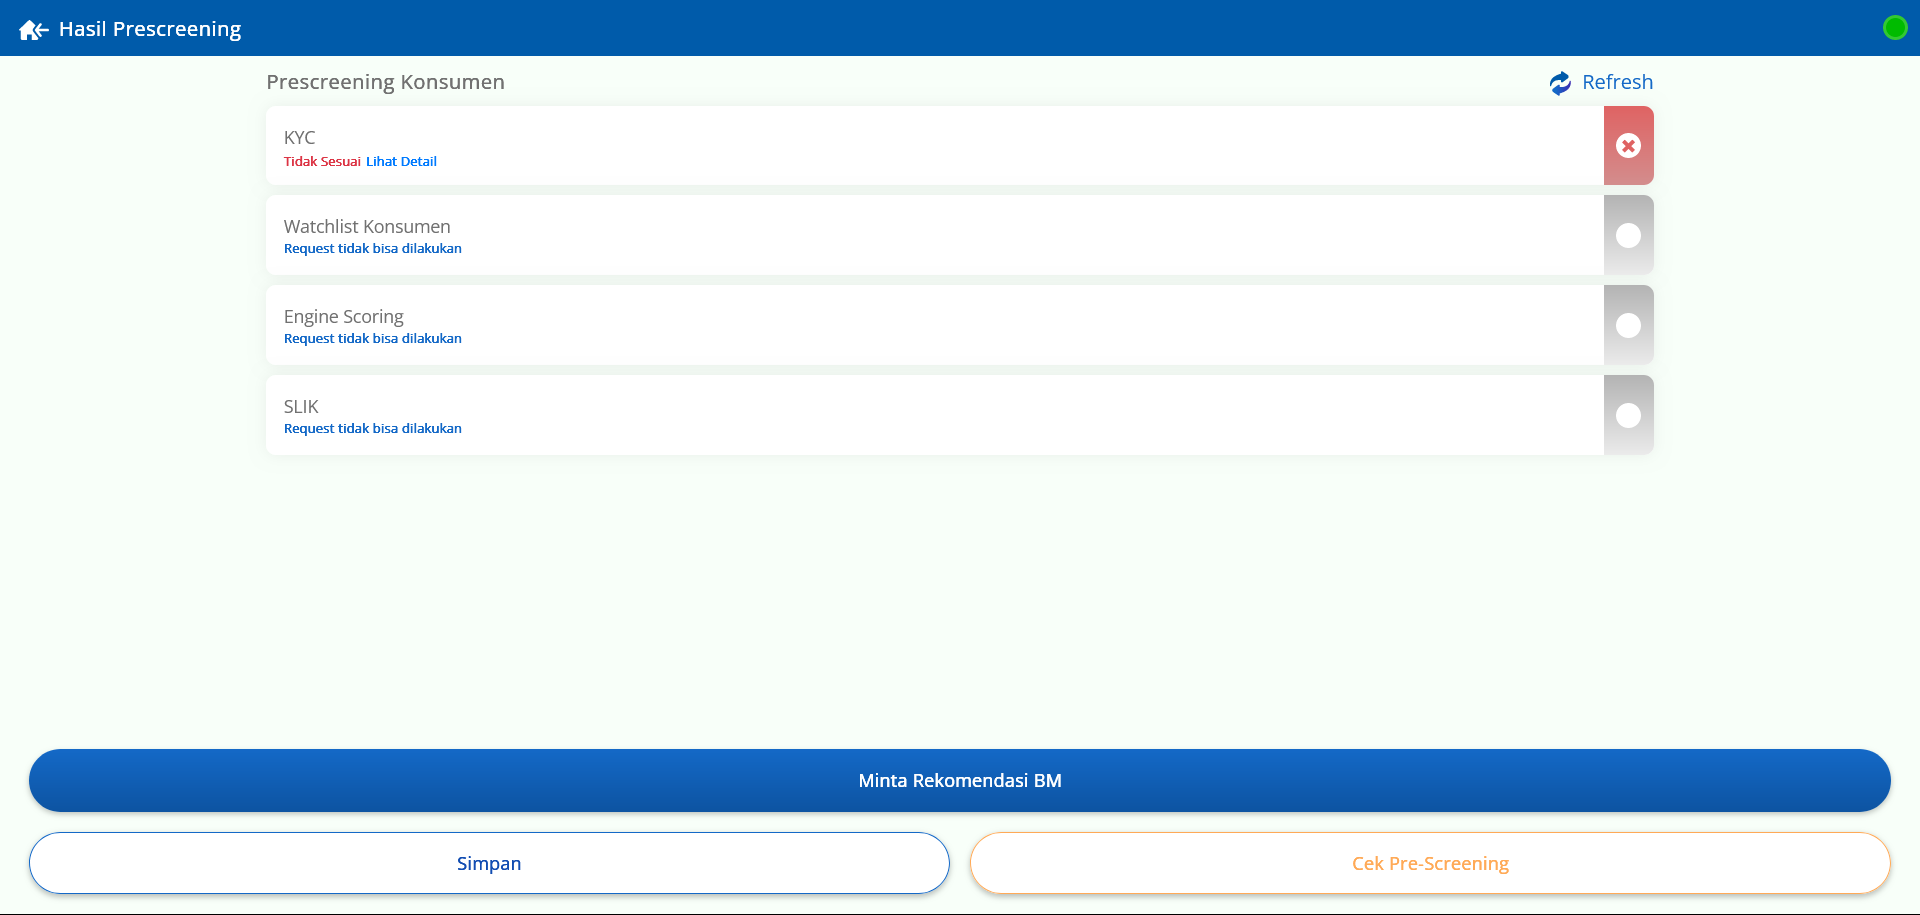 Hasil Prescreening
Prescreening Konsumen
Refresh
KYC
Tidak Sesuai Lihat Detail
Watchlist Konsumen
Request tidak bisa dilakukan
Engine Scoring
Request tidak bisa dilakukan
SLIK
Request tidak bisa dilakukan
Minta Rekomendasi BM
Simpan
Cek Pre-Screening